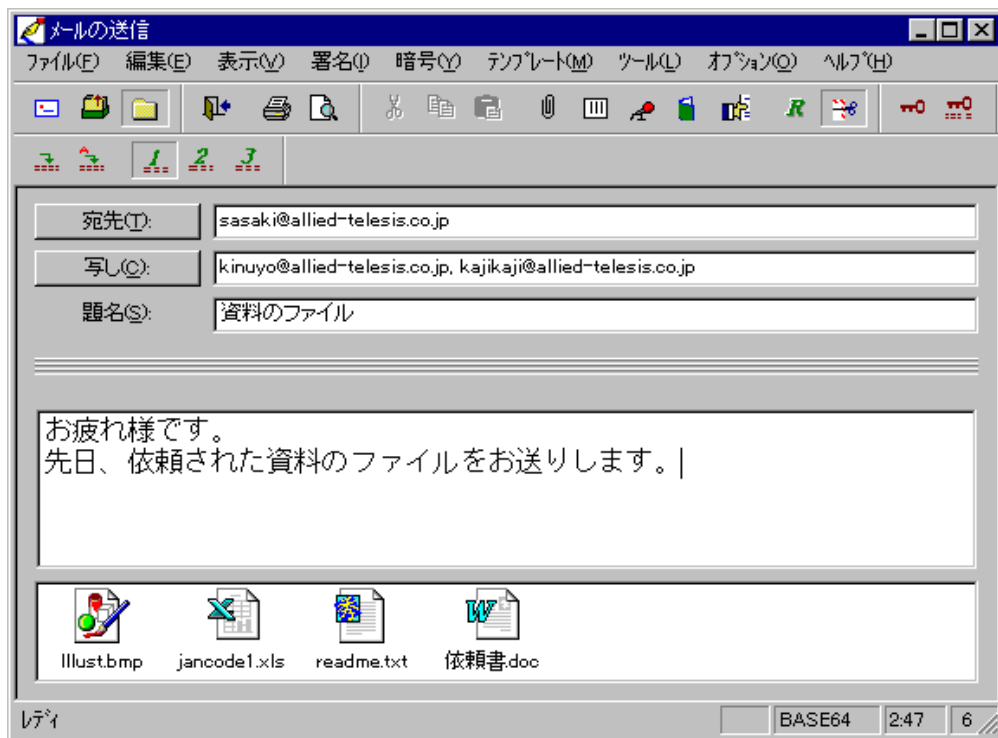 メールの送信
ファイル(F) 編集(E) 表示(V) 署名(I) 暗号(Y) テンプレート(M) ツール(L) オプション(O) ヘルプ(H)
R
1 2 3
宛先(T): sasaki@allied-telesis.co.jp
写し(C): kinuyo@allied-telesis.co.jp, kajikaji@allied-telesis.co.jp
題名(S): 資料のファイル
お疲れ様です。
先日、依頼された資料のファイルをお送りします。
Illust.bmp jancode1.xls readme.txt 依頼書.doc
レディ BASE64 2:47 6